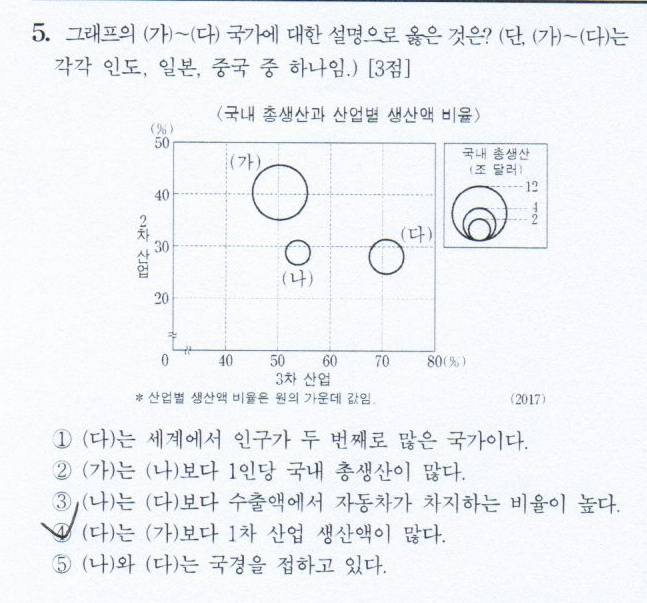 5. 그래프의 (가)~(다) 국가에 대한 설명으로 옳은 것은? (단, (가)~(다)는
각각 인도, 일본, 중국 중 하나임.) [3점]
〈국내 총생산과 산업별 생산액 비율〉
(%)
50
40
30
20
0
2차 산업
(가)
(나)
(다)
40 50 60 70 80(%)
3차 산업
국내 총생산
(조 달러)
12
4
2
* 산업별 생산액 비율은 원의 가운데 값임.
(2017)
① (다)는 세계에서 인구가 두 번째로 많은 국가이다.
② (가)는 (나)보다 1인당 국내 총생산이 많다.
③ (나)는 (다)보다 수출액에서 자동차가 차지하는 비율이 높다.
④ (다)는 (가)보다 1차 산업 생산액이 많다.
⑤ (나)와 (다)는 국경을 접하고 있다.